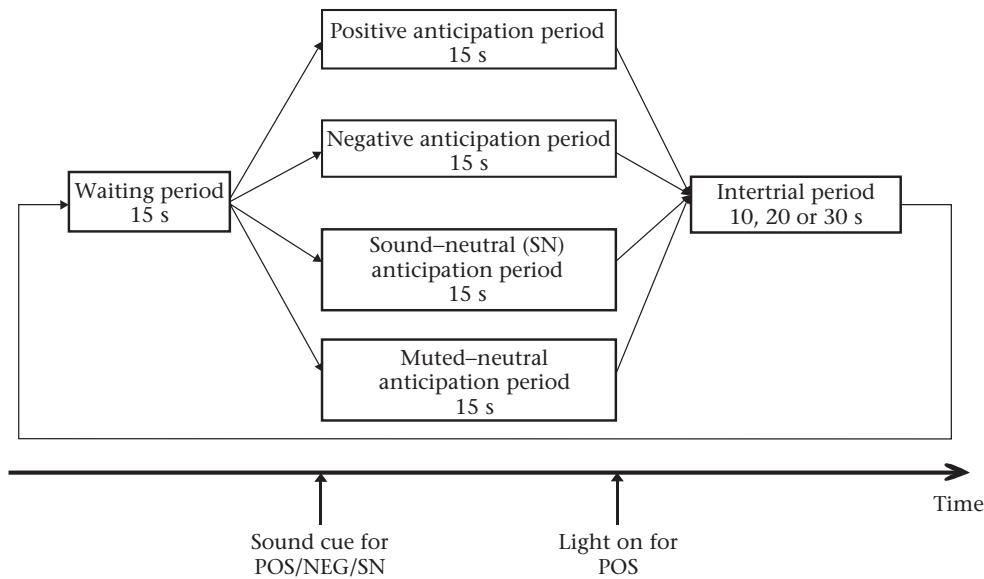 Positive anticipation period
15 s
Negative anticipation period
15 s
Waiting period
15 s
Intertrial period
10, 20 or 30 s
Sound–neutral (SN)
anticipation period
15 s
Muted–neutral
anticipation period
15 s
Time
Sound cue for
POS/NEG/SN
Light on for
POS